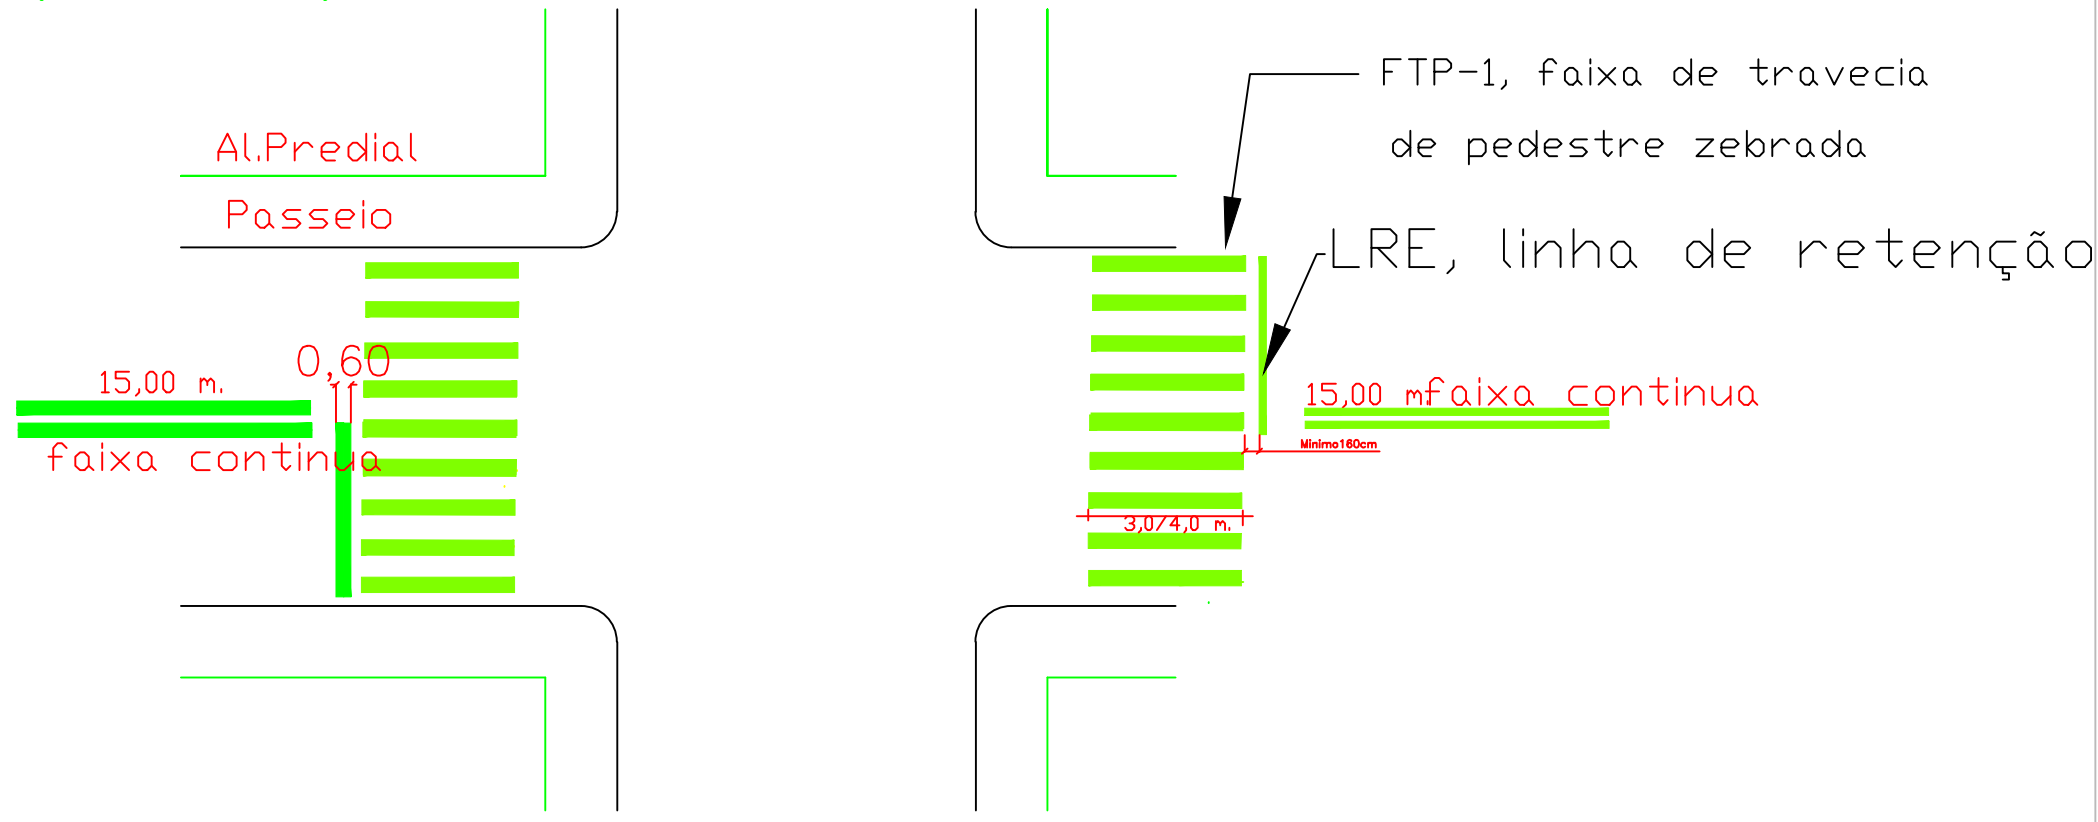 FTP-1, faixa de travecia
de pedestre zebrada
Al.Predial
Passeio
LRE, linha de retenção
0,60
15,00 m.
faixa continua
15,00 m.
faixa continua
Minimo160cm
3,0/4,0 m.